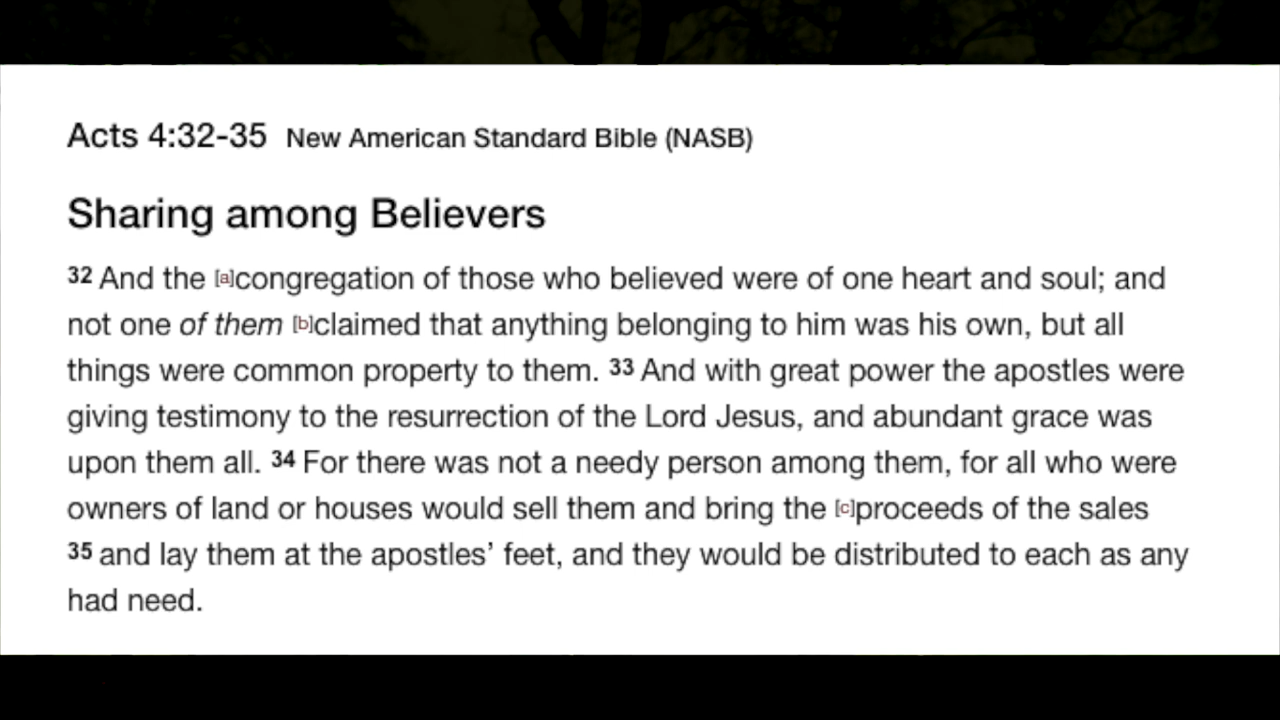 Acts 4:32-35 New American Standard Bible (NASB)
Sharing among Believers
32 And the [a]congregation of those who believed were of one heart and soul; and
not one of them [b]claimed that anything belonging to him was his own, but all
things were common property to them. 33 And with great power the apostles were
giving testimony to the resurrection of the Lord Jesus, and abundant grace was
upon them all. 34 For there was not a needy person among them, for all who were
owners of land or houses would sell them and bring the [c]proceeds of the sales
35 and lay them at the apostles’ feet, and they would be distributed to each as any
had need.